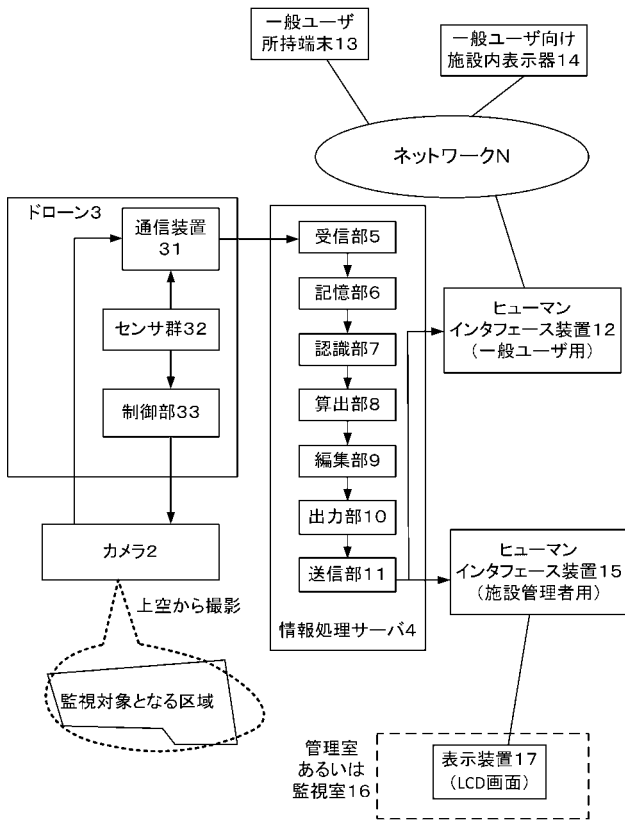 一般ユーザ
所持端末13
一般ユーザ向け
施設内表示器14
ネットワークN
ドローン3
通信装置
31
センサ群32
制御部33
カメラ2
上空から撮影
監視対象となる区域
受信部5
記憶部6
認識部7
算出部8
編集部9
出力部10
送信部11
情報処理サーバ4
ヒューマン
インタフェース装置12
(一般ユーザ用)
ヒューマン
インタフェース装置15
(施設管理者用)
管理室
あるいは
監視室16
表示装置17
(LCD画面)